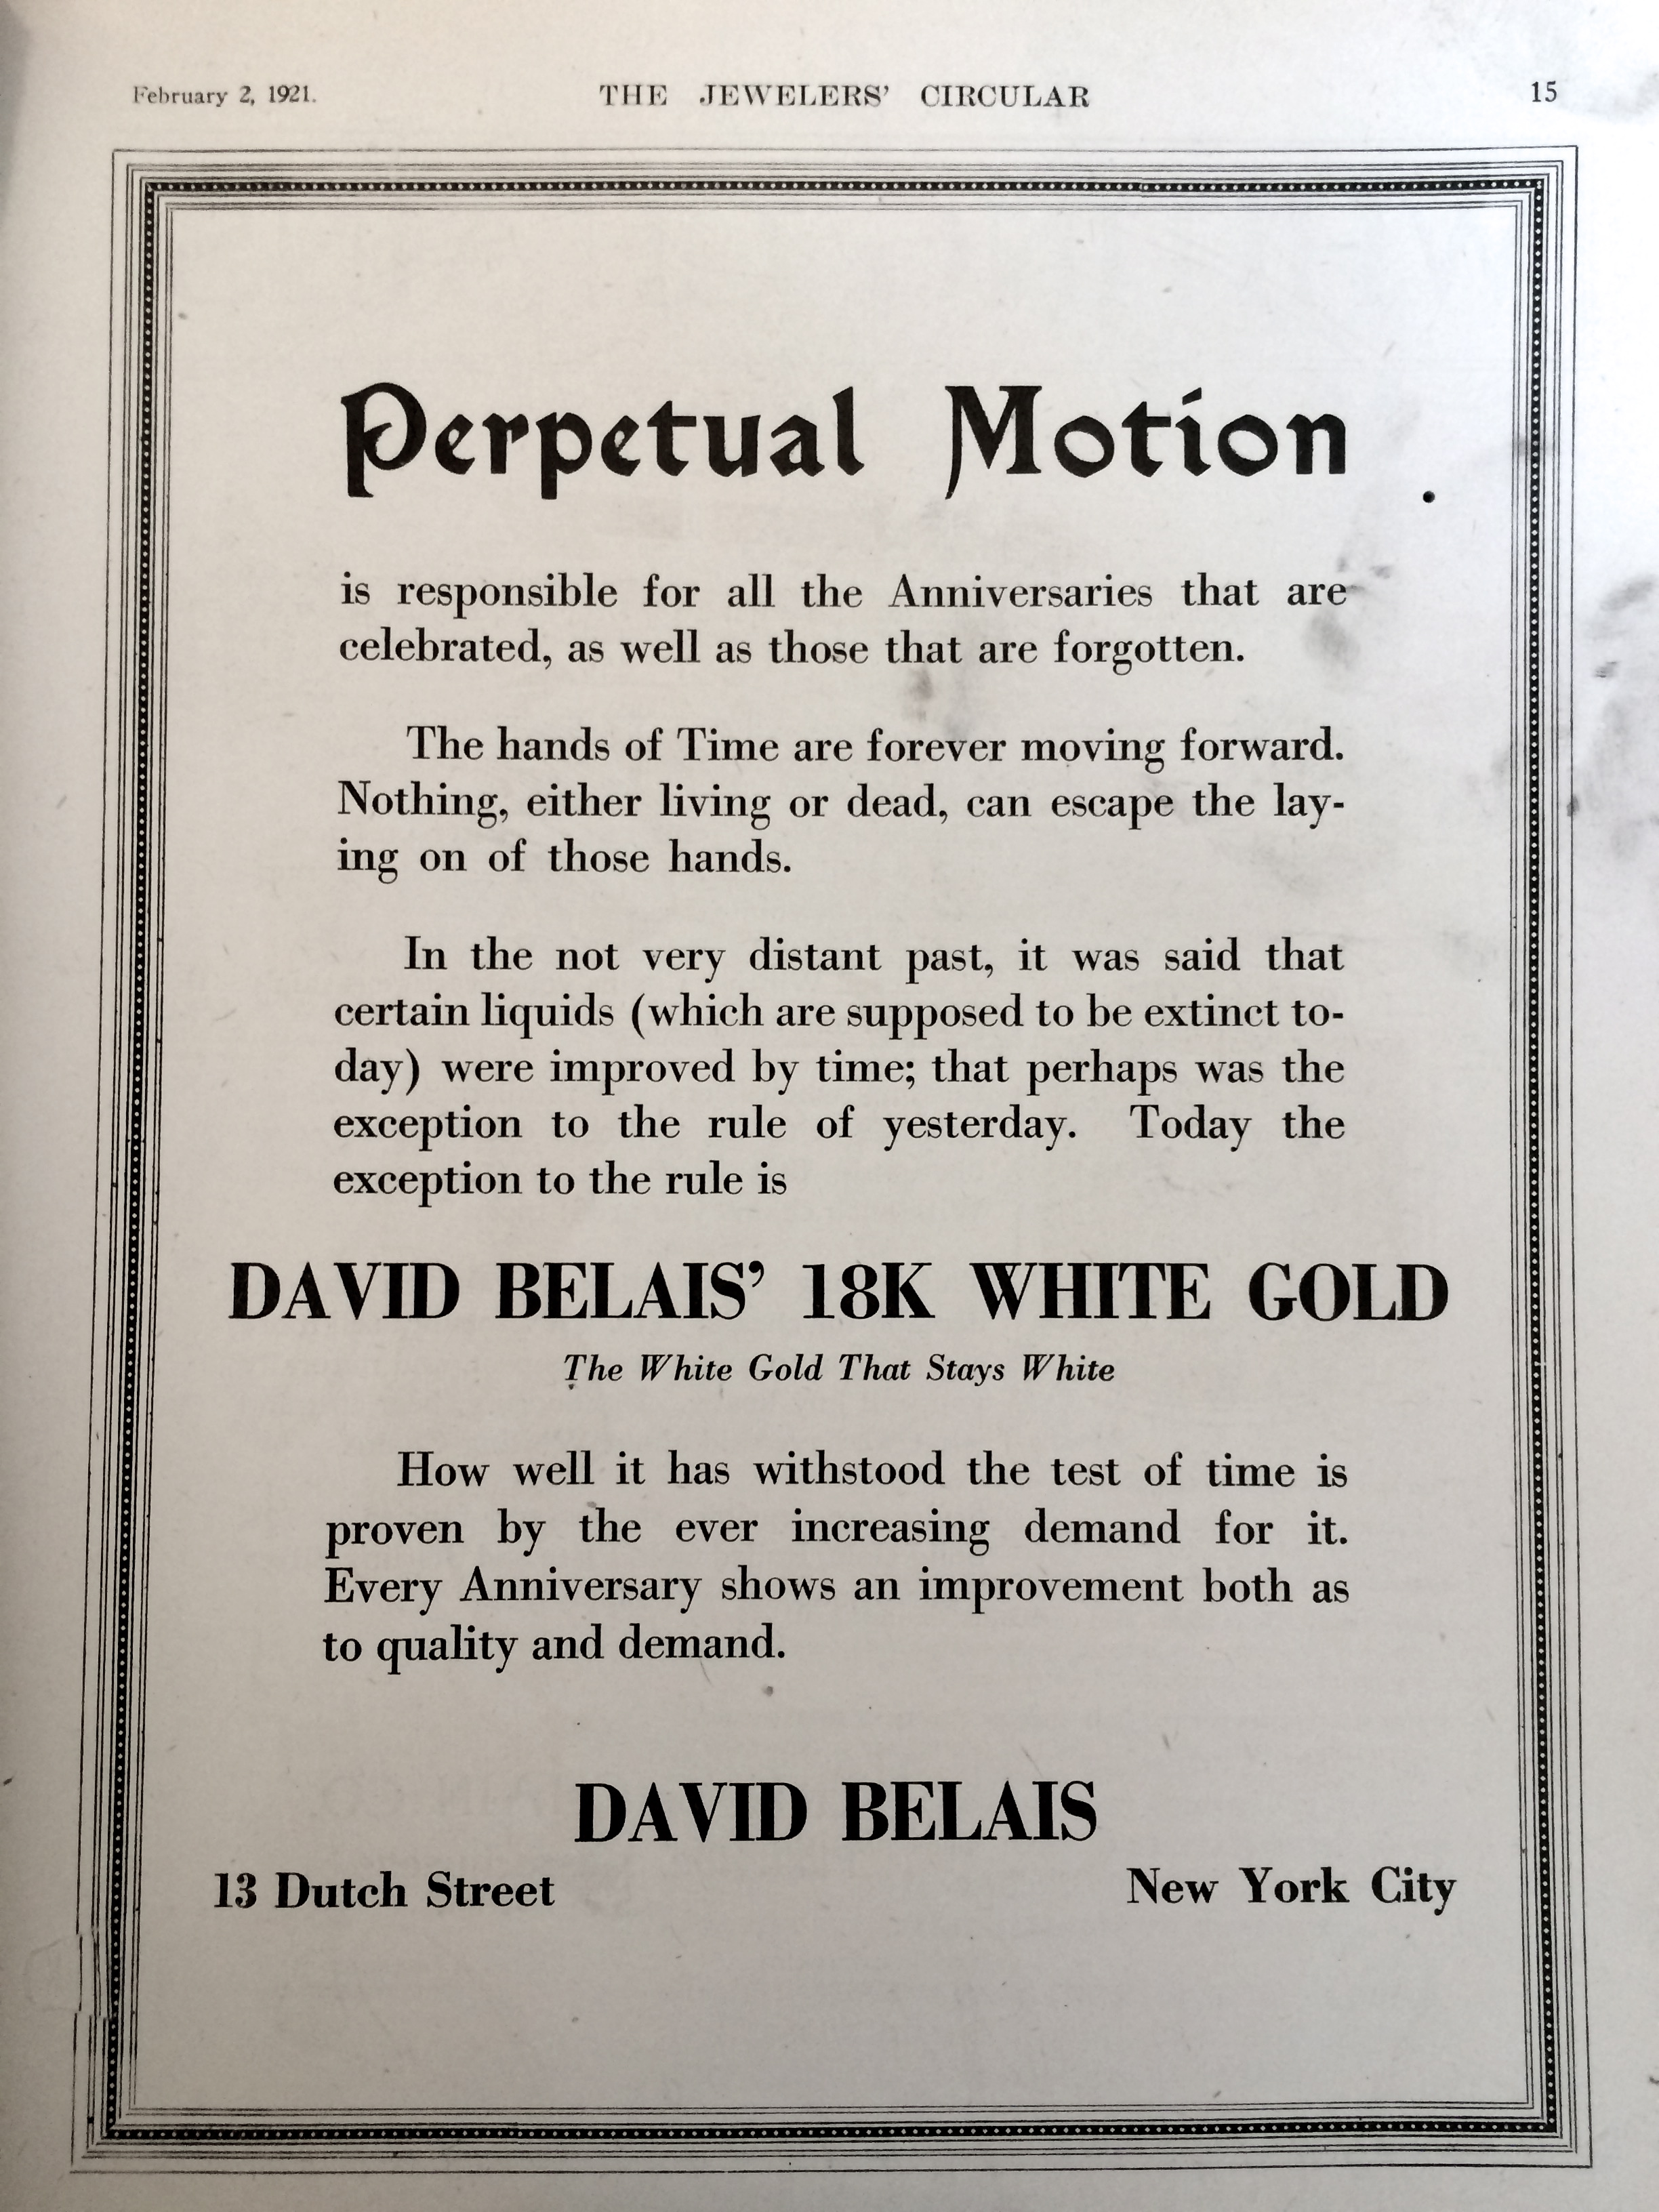 February 2, 1921.
THE JEWELERS' CIRCULAR
15
Perpetual Motion
is responsible for all the Anniversaries that are
celebrated, as well as those that are forgotten.
The hands of Time are forever moving forward.
Nothing, either living or dead, can escape the lay-
ing on of those hands.
In the not very distant past, it was said that
certain liquids (which are supposed to be extinct to-
day) were improved by time; that perhaps was the
exception to the rule of yesterday. Today the
exception to the rule is
DAVID BELAIS' 18K WHITE GOLD
The White Gold That Stays White
How well it has withstood the test of time is
proven by the ever increasing demand for it.
Every Anniversary shows an improvement both as
to quality and demand.
DAVID BELAIS
13 Dutch Street
New York City